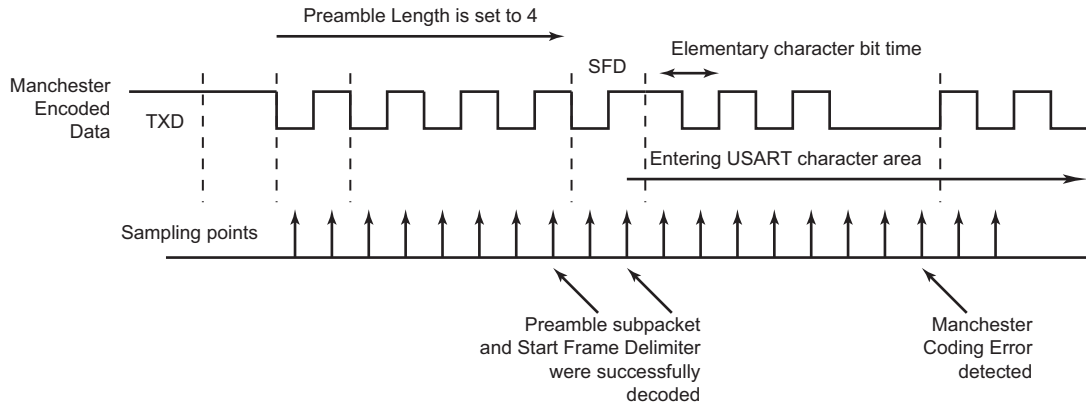 Preamble Length is set to 4
Elementary character bit time
SFD
Manchester
Encoded
Data
TXD
Entering USART character area
Sampling points
Preamble subpacket
and Start Frame Delimiter
were successfully
decoded
Manchester
Coding Error
detected